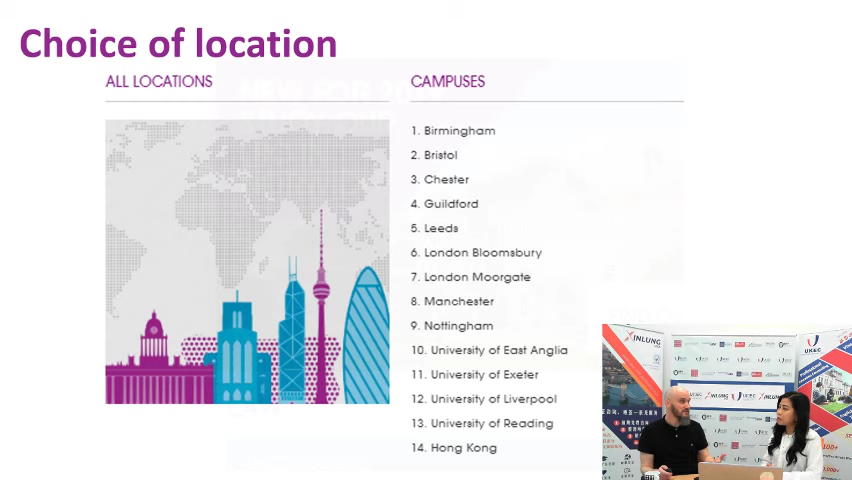 Choice of location
ALL LOCATIONS
CAMPUSES
1. Birmingham
2. Bristol
3. Chester
4. Guildford
5. Leeds
6. London Bloomsbury
7. London Moorgate
8. Manchester
9. Nottingham
10. University of East Anglia
11. University of Exeter
12. University of Liverpool
13. University of Reading
14. Hong Kong
XINLUNG
UKEC